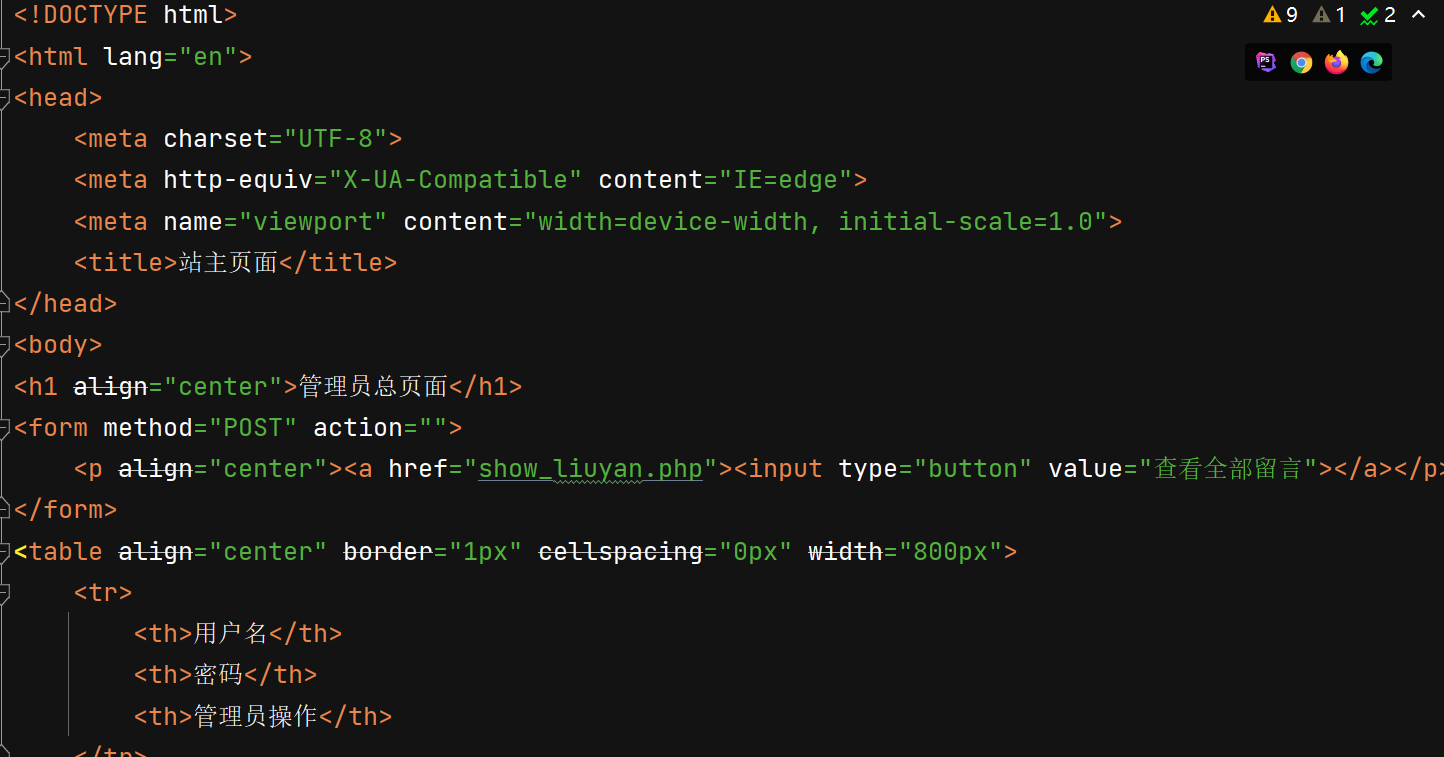 <!DOCTYPE html>
9 1 2
<html lang="en">
<head>
<meta charset="UTF-8">
<meta http-equiv="X-UA-Compatible" content="IE=edge">
<meta name="viewport" content="width=device-width, initial-scale=1.0">
<title>站主页面</title>
</head>
<body>
<h1 align="center">管理员总页面</h1>
<form method="POST" action="">
<p align="center"><a href="show_liuyan.php"><input type="button" value="查看全部留言"></a></p>
</form>
<table align="center" border="1px" cellspacing="0px" width="800px">
<tr>
<th>用户名</th>
<th>密码</th>
<th>管理员操作</th>
</tr>